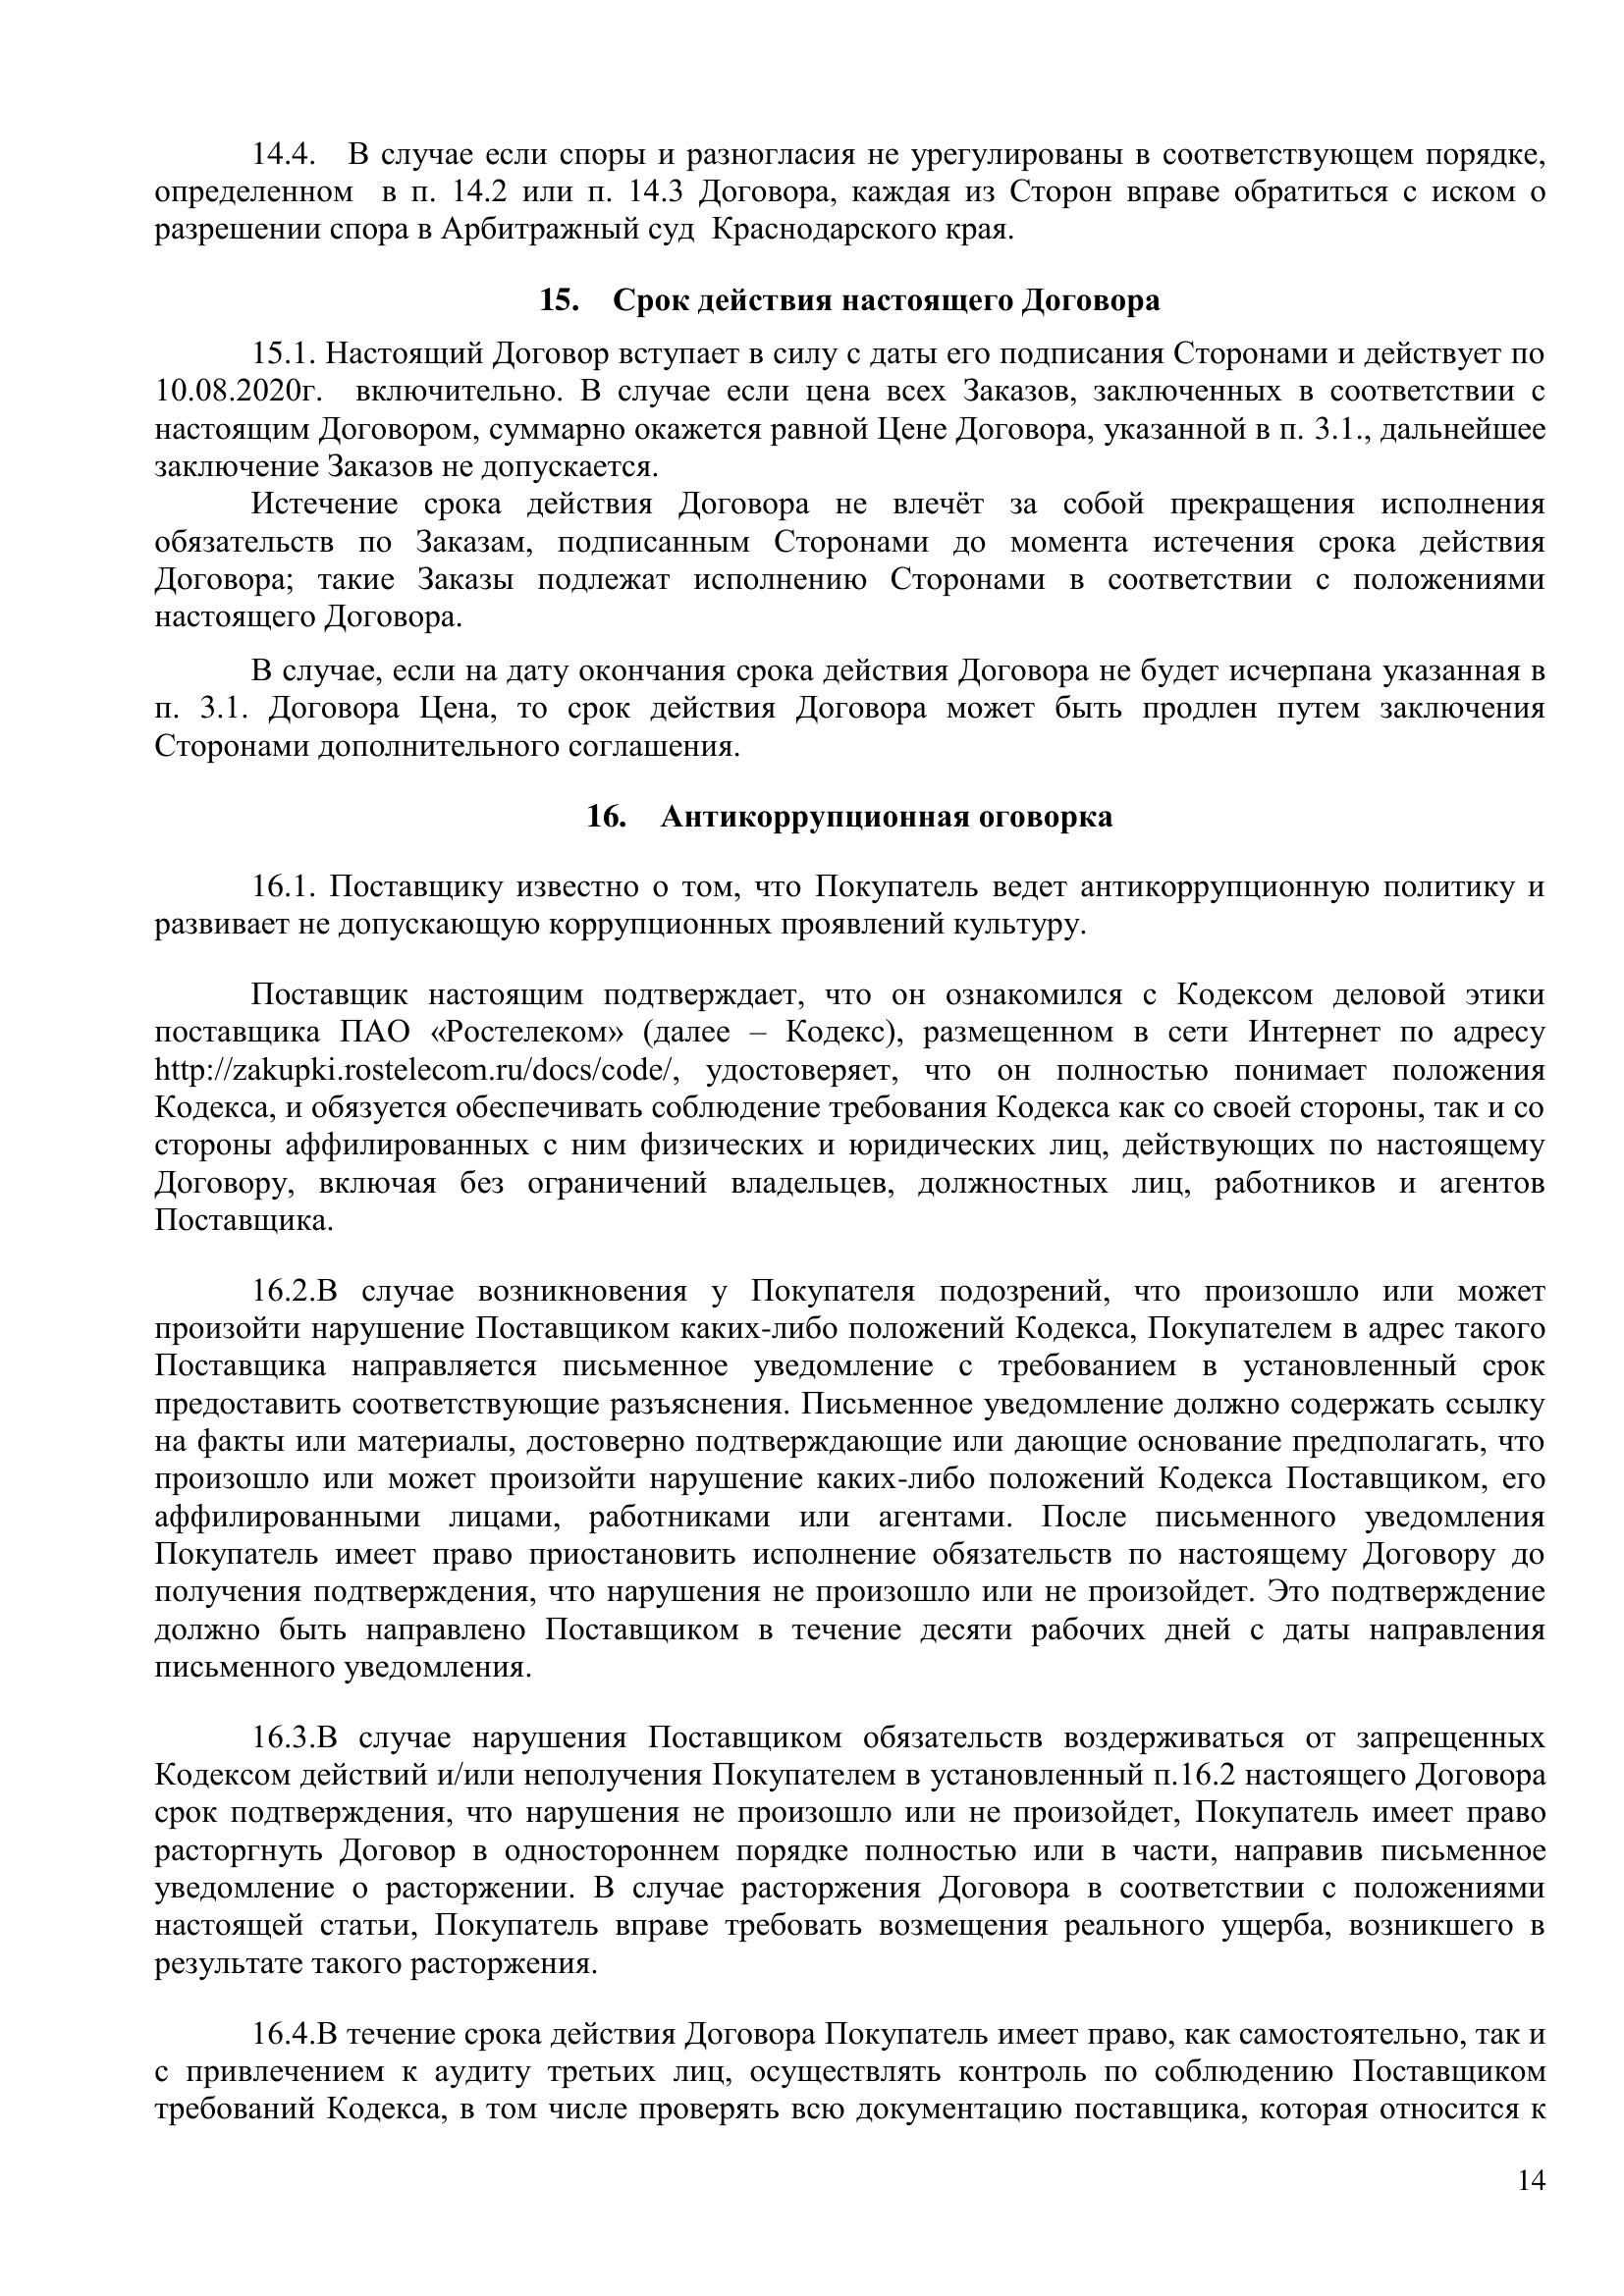 14.4. В случае если споры и разногласия не урегулированы в соответствующем порядке,
определенном в п. 14.2 или п. 14.3 Договора, каждая из Сторон вправе обратиться с иском о
разрешении спора в Арбитражный суд Краснодарского края.
15. Срок действия настоящего Договора
15.1. Настоящий Договор вступает в силу с даты его подписания Сторонами и действует по
10.08.2020г. включительно. В случае если цена всех Заказов, заключенных в соответствии с
настоящим Договором, суммарно окажется равной Цене Договора, указанной в п. 3.1., дальнейшее
заключение Заказов не допускается.
Истечение срока действия Договора не влечёт за собой прекращения исполнения
обязательств по Заказам, подписанным Сторонами до момента истечения срока действия
Договора; такие Заказы подлежат исполнению Сторонами в соответствии с положениями
настоящего Договора.
В случае, если на дату окончания срока действия Договора не будет исчерпана указанная в
п. 3.1. Договора Цена, то срок действия Договора может быть продлен путем заключения
Сторонами дополнительного соглашения.
16. Антикоррупционная оговорка
16.1. Поставщику известно о том, что Покупатель ведет антикоррупционную политику и
развивает не допускающую коррупционных проявлений культуру.
Поставщик настоящим подтверждает, что он ознакомился с Кодексом деловой этики
поставщика ПАО «Ростелеком» (далее – Кодекс), размещенном в сети Интернет по адресу
http://zakupki.rostelecom.ru/docs/code/, удостоверяет, что он полностью понимает положения
Кодекса, и обязуется обеспечивать соблюдение требования Кодекса как со своей стороны, так и со
стороны аффилированных с ним физических и юридических лиц, действующих по настоящему
Договору, включая без ограничений владельцев, должностных лиц, работников и агентов
Поставщика.
16.2.В случае возникновения у Покупателя подозрений, что произошло или может
произойти нарушение Поставщиком каких-либо положений Кодекса, Покупателем в адрес такого
Поставщика направляется письменное уведомление с требованием в установленный срок
предоставить соответствующие разъяснения. Письменное уведомление должно содержать ссылку
на факты или материалы, достоверно подтверждающие или дающие основание предполагать, что
произошло или может произойти нарушение каких-либо положений Кодекса Поставщиком, его
аффилированными лицами, работниками или агентами. После письменного уведомления
Покупатель имеет право приостановить исполнение обязательств по настоящему Договору до
получения подтверждения, что нарушения не произошло или не произойдет. Это подтверждение
должно быть направлено Поставщиком в течение десяти рабочих дней с даты направления
письменного уведомления.
16.3.В случае нарушения Поставщиком обязательств воздерживаться от запрещенных
Кодексом действий и/или неполучения Покупателем в установленный п.16.2 настоящего Договора
срок подтверждения, что нарушения не произошло или не произойдет, Покупатель имеет право
расторгнуть Договор в одностороннем порядке полностью или в части, направив письменное
уведомление о расторжении. В случае расторжения Договора в соответствии с положениями
настоящей статьи, Покупатель вправе требовать возмещения реального ущерба, возникшего в
результате такого расторжения.
16.4.В течение срока действия Договора Покупатель имеет право, как самостоятельно, так и
с привлечением к аудиту третьих лиц, осуществлять контроль по соблюдению Поставщиком
требований Кодекса, в том числе проверять всю документацию поставщика, которая относится к
14